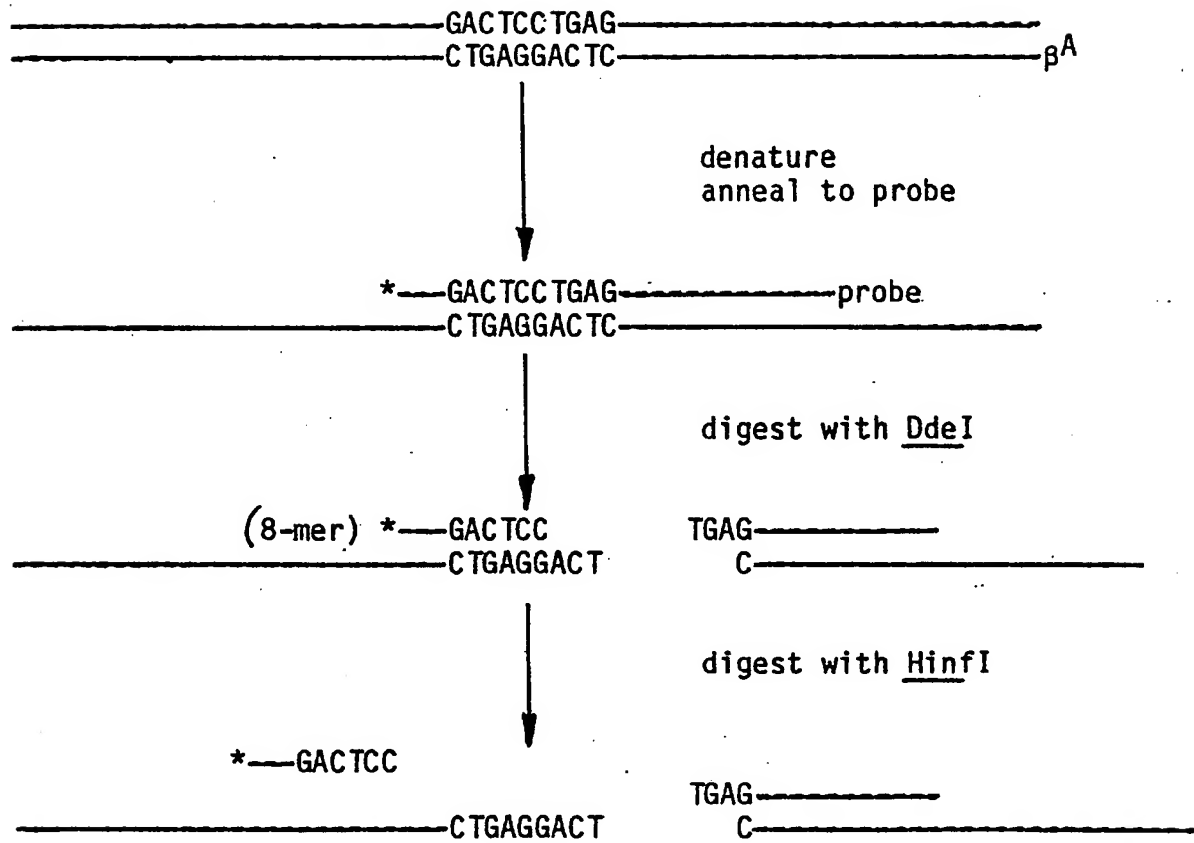 GACTCCTGAG
CTGAGGACTC βA
denature
anneal to probe
* GACTCCTGAG probe
CTGAGGACTC
digest with DdeI
(8-mer) * GACTCC TGAG
CTGAGGACT C
digest with HinfI
* GACTCC
TGAG
CTGAGGACT C